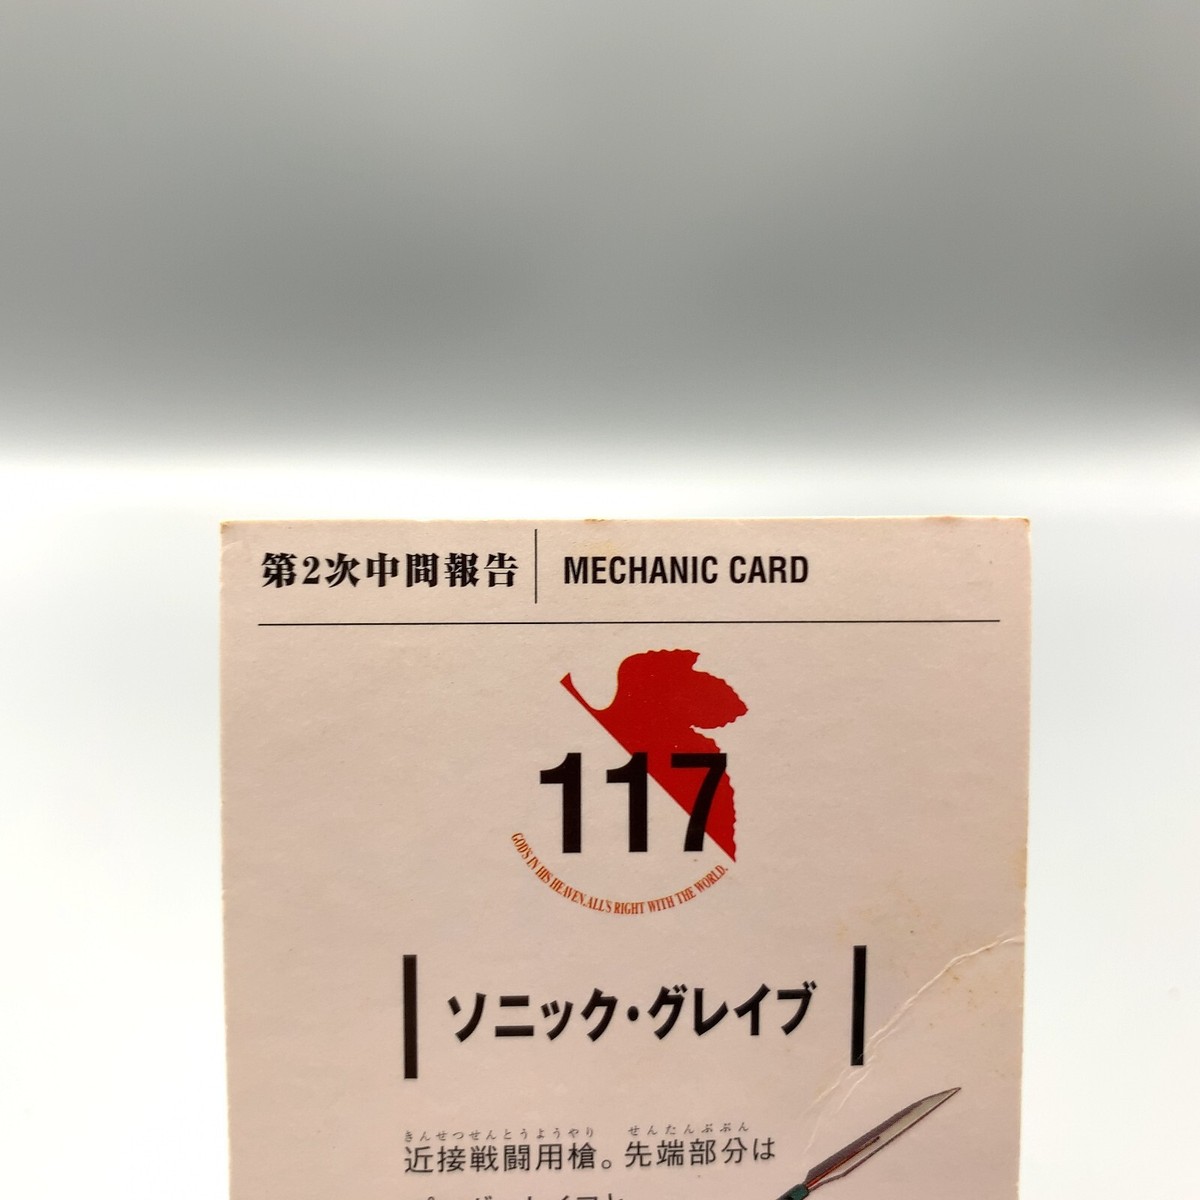 第2次中間報告 MECHANIC CARD
117
GOD'S IN HIS HEAVEN,ALL'S RIGHT WITH THE WORLD.
ソニック・グレイブ
きんせつせんとうようやり せんたんぶぶん
近接戦闘用槍。先端部分は